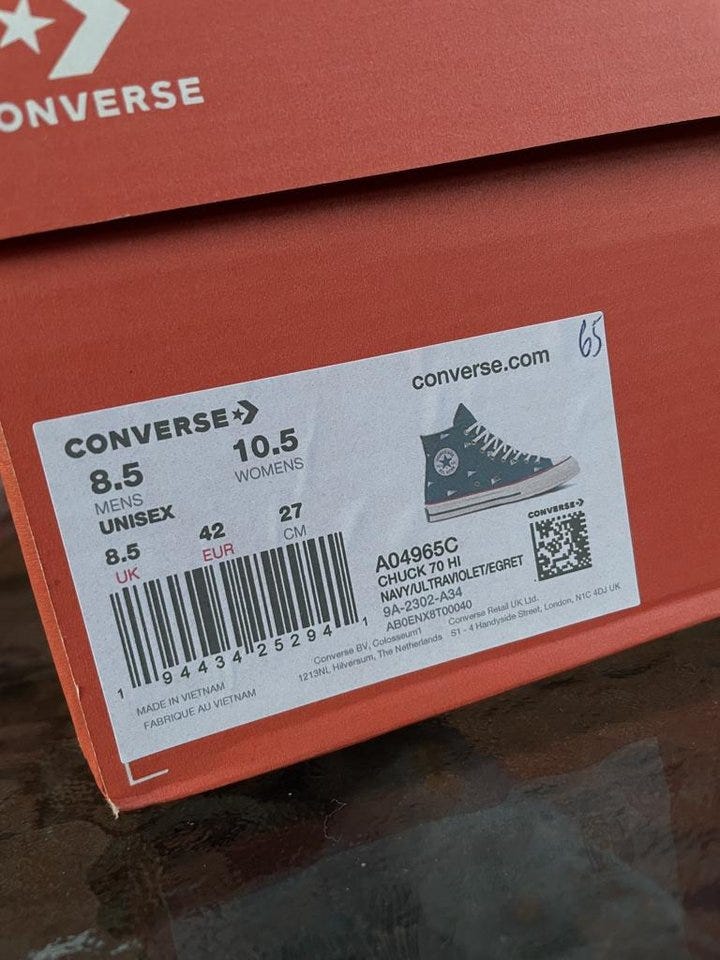 ONVERSE
65
converse.com
CONVERSE
8.5
MENS
10.5
WOMENS
UNISEX
8.5
UK
42
EUR
27
CM
CONVERSE
A04965C
CHUCK 70 HI
NAVY/ULTRAVIOLET/EGRET
9A-2302-A34
AB0ENX8T00040
1 94434 25294 1
Converse BV, Colosseum1
1213NL Hilversum, The Netherlands
Converse Retail UK Ltd.
51 - 4 Handyside Street, London, N1C 4DJ UK
MADE IN VIETNAM
FABRIQUE AU VIETNAM